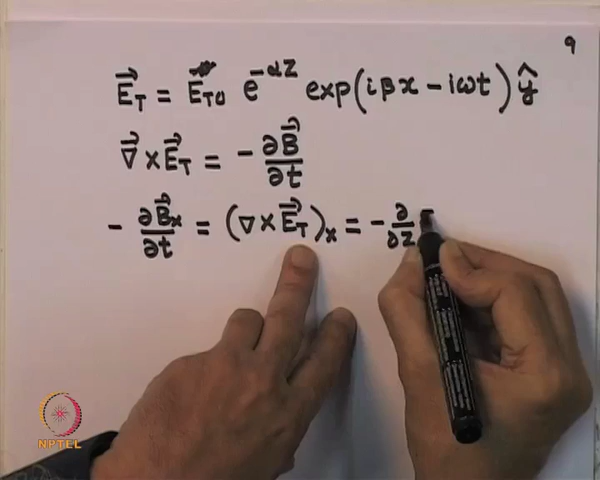 9
E⃗_T = E⃗_T0 e^{-αz} exp(iβx - iωt) ŷ
∇⃗ × E⃗_T = - ∂B⃗/∂t
- ∂B⃗_x/∂t = (∇ × E⃗_T)_x = - ∂/∂z
NPTEL